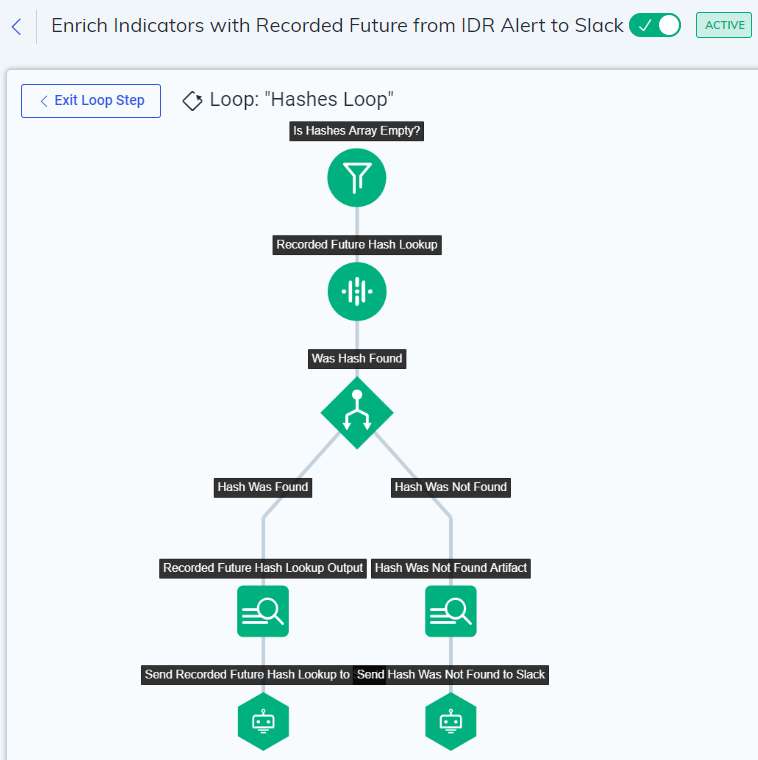 Enrich Indicators with Recorded Future from IDR Alert to Slack ACTIVE
Exit Loop Step Loop: "Hashes Loop"
Is Hashes Array Empty?
Recorded Future Hash Lookup
Was Hash Found
Hash Was Found Hash Was Not Found
Recorded Future Hash Lookup Output Hash Was Not Found Artifact
Send Recorded Future Hash Lookup to Send Hash Was Not Found to Slack